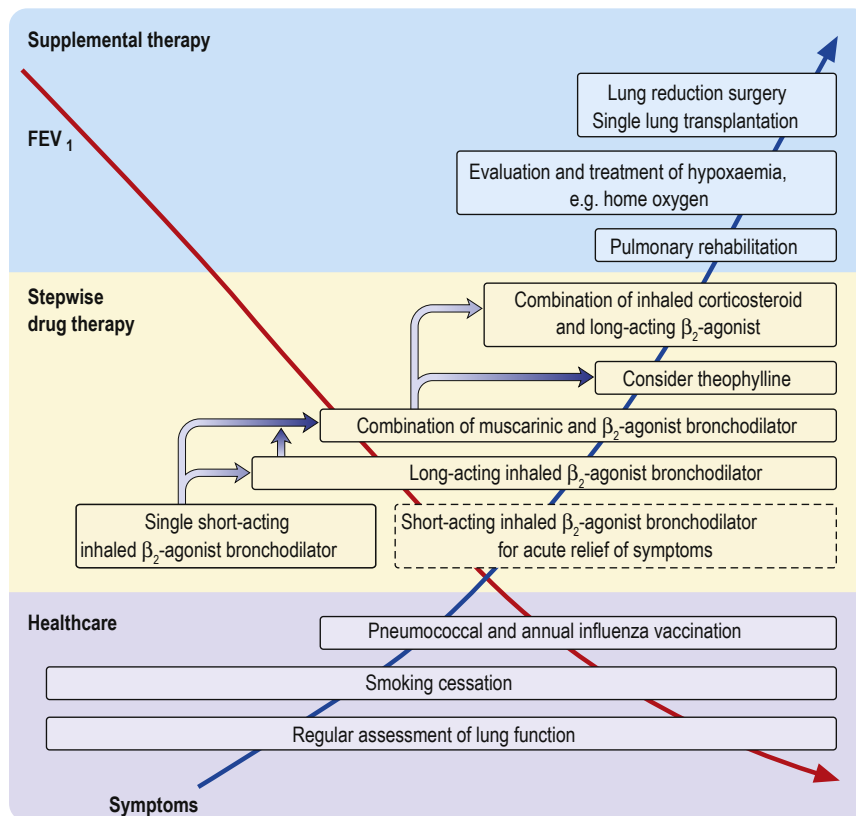 Supplemental therapy
FEV₁
Lung reduction surgery
Single lung transplantation
Evaluation and treatment of hypoxaemia,
e.g. home oxygen
Pulmonary rehabilitation
Stepwise
drug therapy
Combination of inhaled corticosteroid
and long-acting β₂-agonist
Consider theophylline
Combination of muscarinic and β₂-agonist bronchodilator
Long-acting inhaled β₂-agonist bronchodilator
Single short-acting
inhaled β₂-agonist bronchodilator
Short-acting inhaled β₂-agonist bronchodilator
for acute relief of symptoms
Healthcare
Pneumococcal and annual influenza vaccination
Smoking cessation
Regular assessment of lung function
Symptoms